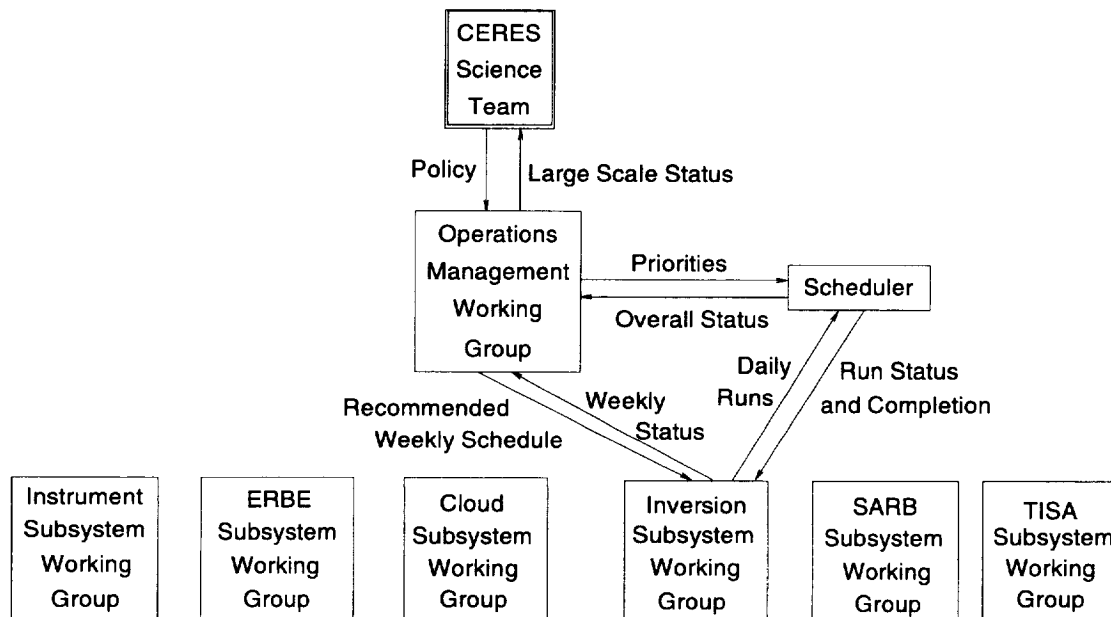 CERES
Science
Team
Policy
Large Scale Status
Operations
Management
Working
Group
Priorities
Scheduler
Overall Status
Daily
Runs
Run Status
and Completion
Recommended
Weekly Schedule
Weekly
Status
Instrument
Subsystem
Working
Group
ERBE
Subsystem
Working
Group
Cloud
Subsystem
Working
Group
Inversion
Subsystem
Working
Group
SARB
Subsystem
Working
Group
TISA
Subsystem
Working
Group